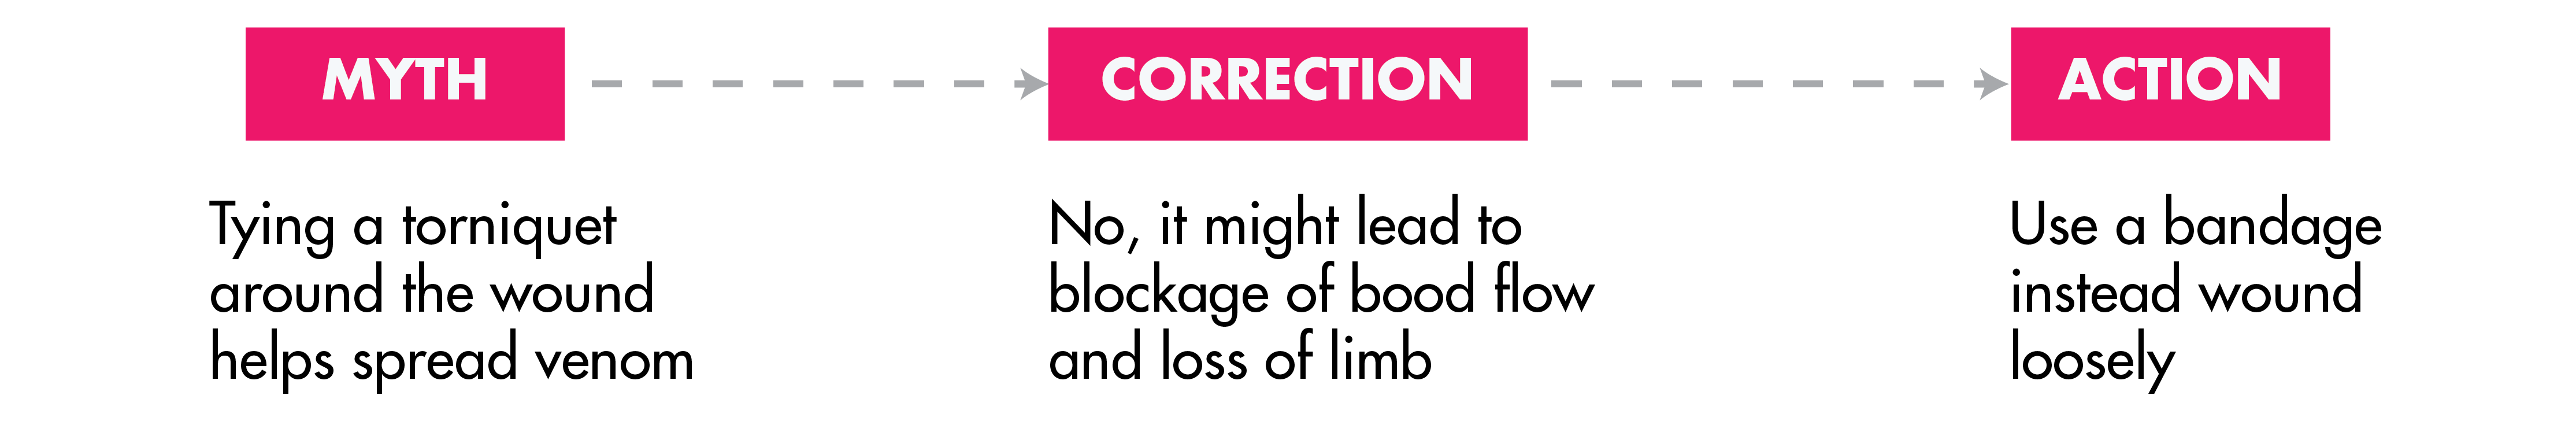 MYTH
CORRECTION
ACTION
Tying a torniquet
around the wound
helps spread venom
No, it might lead to
blockage of bood flow
and loss of limb
Use a bandage
instead wound
loosely